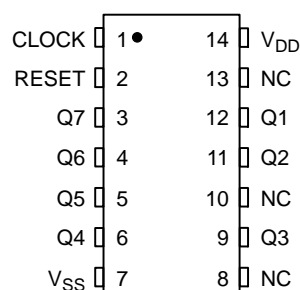 CLOCK 1 14 VDD
RESET 2 13 NC
Q7 3 12 Q1
Q6 4 11 Q2
Q5 5 10 NC
Q4 6 9 Q3
VSS 7 8 NC